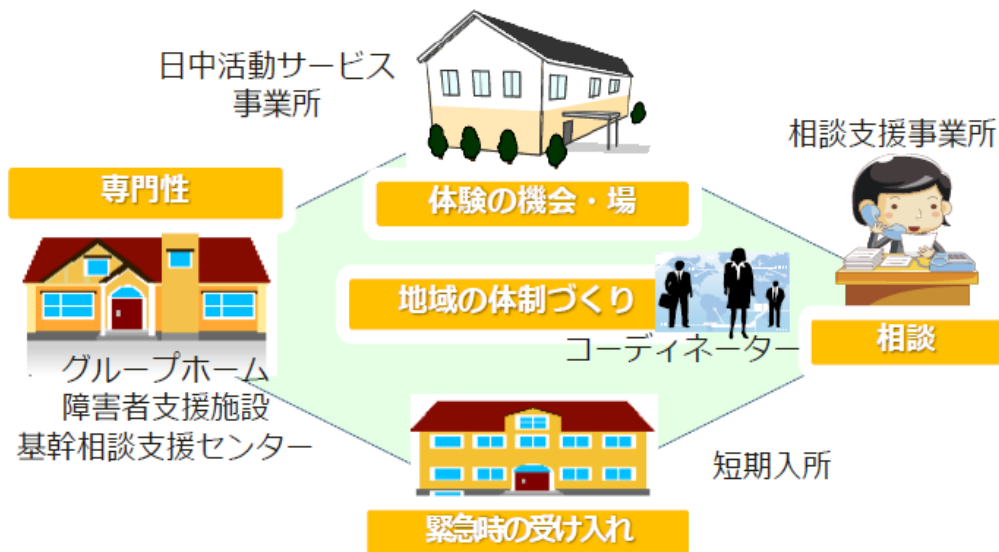 日中活動サービス
事業所
相談支援事業所
専門性
体験の機会・場
地域の体制づくり
コーディネーター
相談
グループホーム
障害者支援施設
基幹相談支援センター
短期入所
緊急時の受け入れ